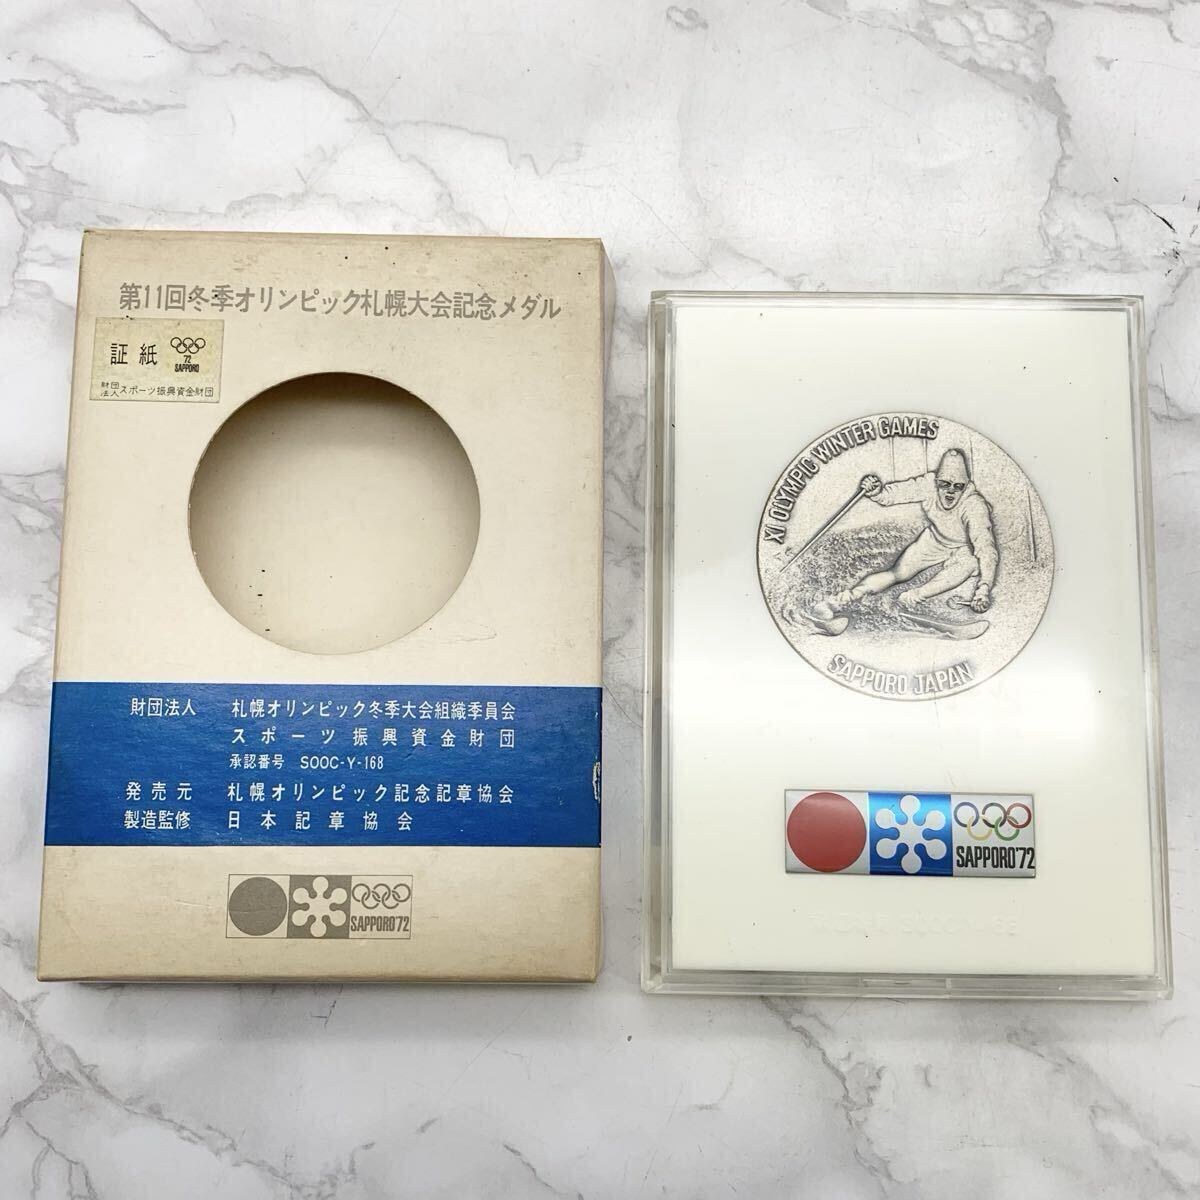 第11回冬季オリンピック札幌大会記念メダル
証紙
'72
SAPPORO
財団法人スポーツ振興資金財団
財団法人 札幌オリンピック冬季大会組織委員会
スポーツ振興資金財団
承認番号 SOOC-Y-168
発売元 札幌オリンピック記念記章協会
製造監修 日本記章協会
SAPPORO'72
XI OLYMPIC WINTER GAMES
SAPPORO JAPAN
SAPPORO'72